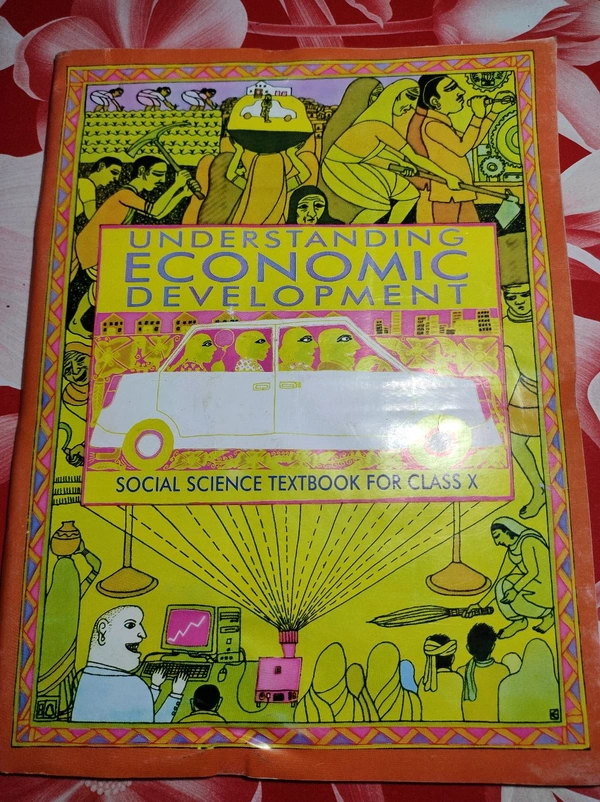 UNDERSTANDING
ECONOMIC
DEVELOPMENT
SOCIAL SCIENCE TEXTBOOK FOR CLASS X